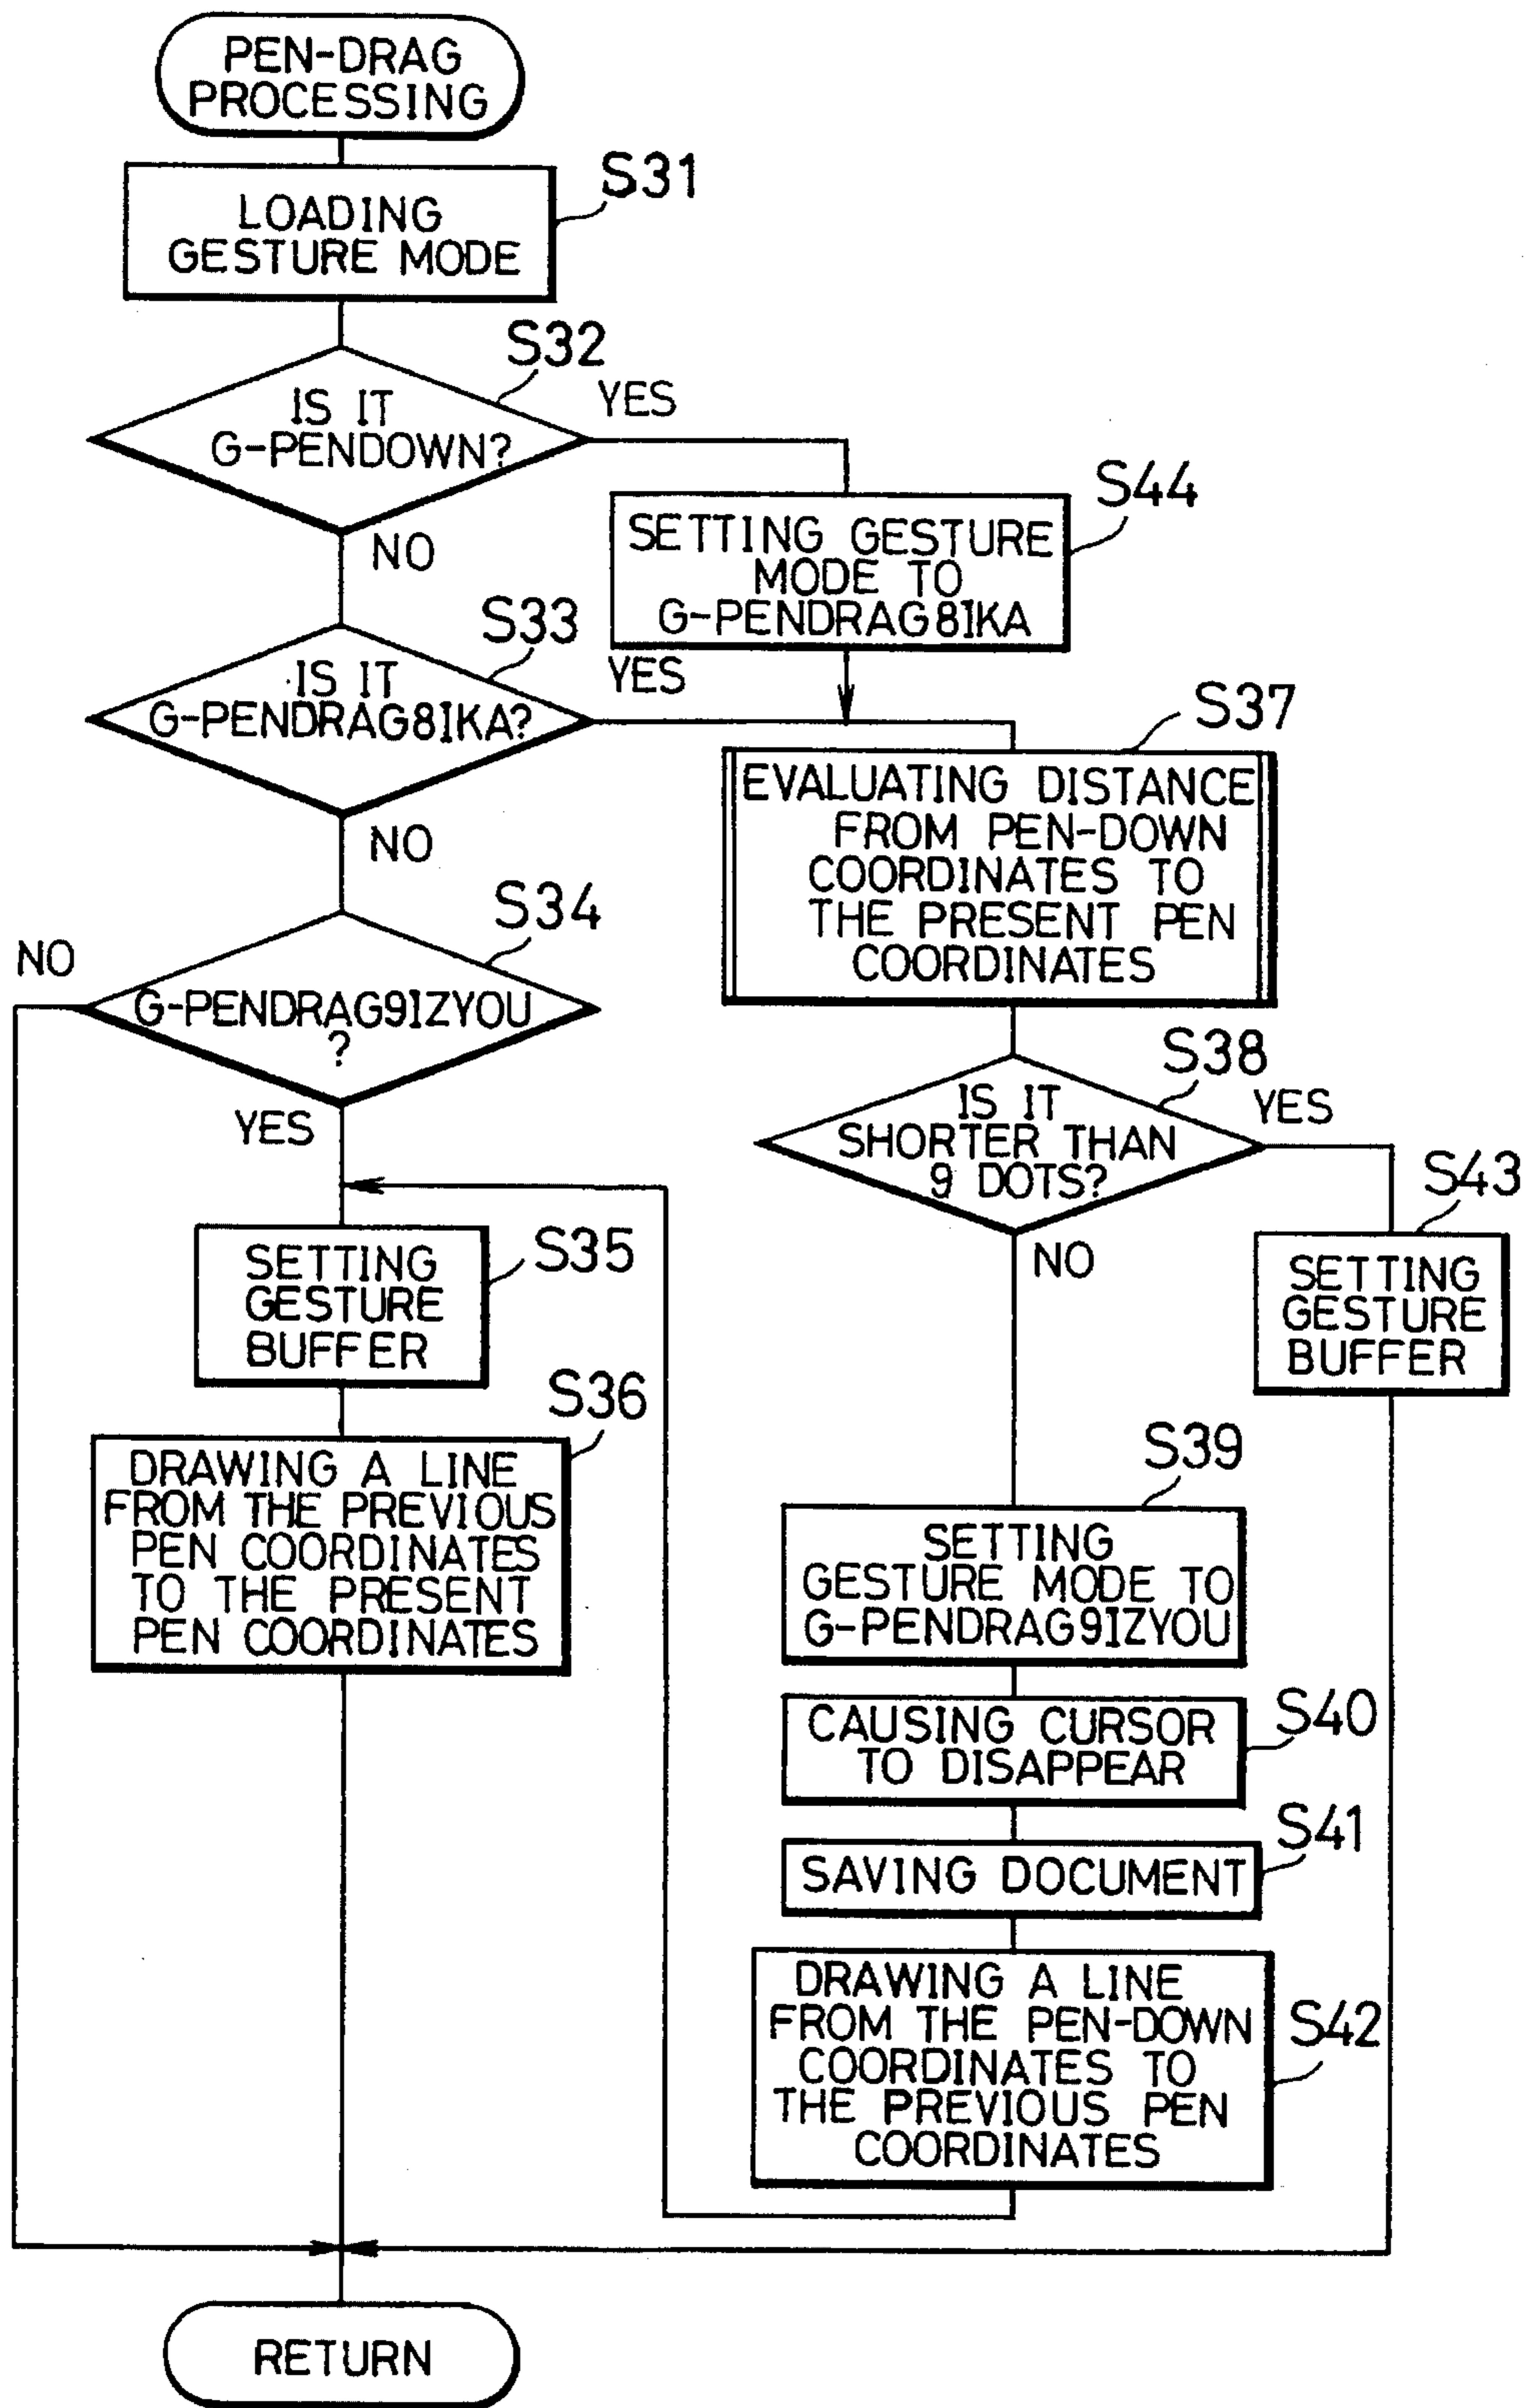 PEN-DRAG
PROCESSING
S31
LOADING
GESTURE MODE
S32
IS IT
G-PENDOWN?
YES
NO
S44
SETTING GESTURE
MODE TO
G-PENDRAG8IKA
S33
IS IT
G-PENDRAG8IKA?
YES
NO
S37
EVALUATING DISTANCE
FROM PEN-DOWN
COORDINATES TO
THE PRESENT PEN
COORDINATES
S34
NO
G-PENDRAG9IZYOU
?
YES
S38
IS IT
SHORTER THAN
9 DOTS?
YES
NO
S43
SETTING
GESTURE
BUFFER
S35
SETTING
GESTURE
BUFFER
S36
DRAWING A LINE
FROM THE PREVIOUS
PEN COORDINATES
TO THE PRESENT
PEN COORDINATES
S39
SETTING
GESTURE MODE TO
G-PENDRAG9IZYOU
S40
CAUSING CURSOR
TO DISAPPEAR
S41
SAVING DOCUMENT
S42
DRAWING A LINE
FROM THE PEN-DOWN
COORDINATES TO
THE PREVIOUS PEN
COORDINATES
RETURN